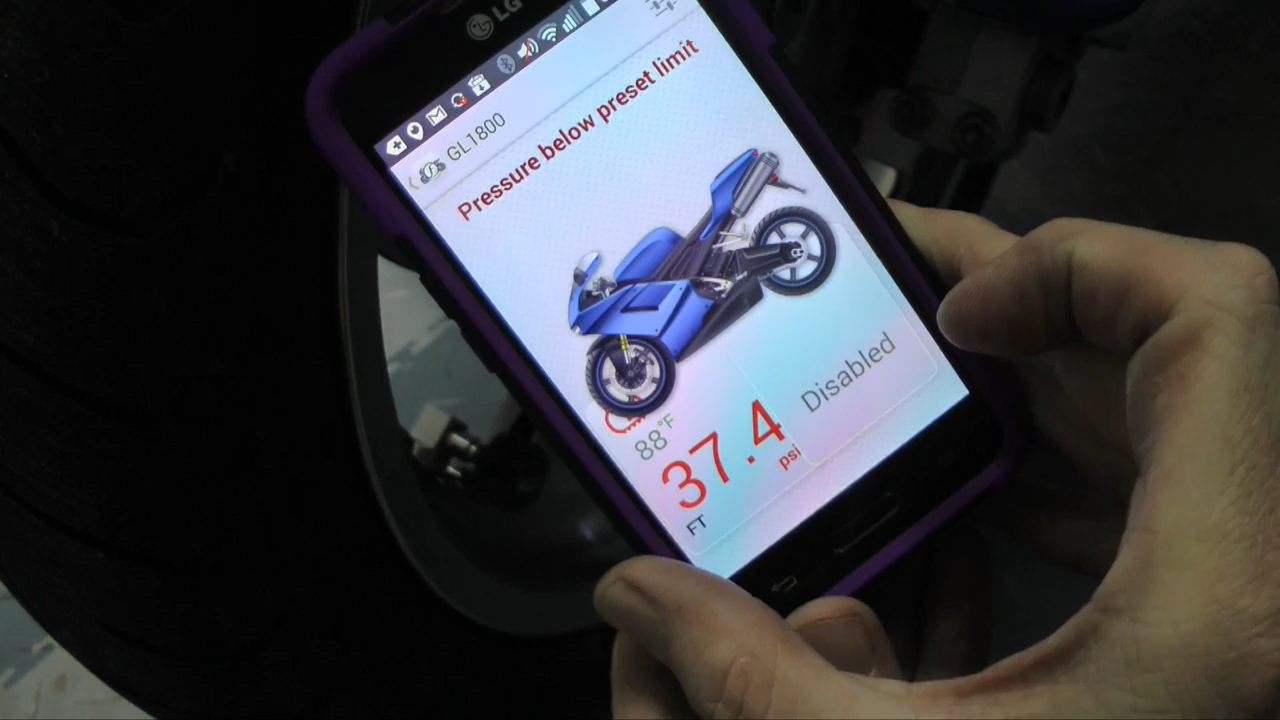 LG
GL1800
Pressure below preset limit
88°F
37.4
psi
FT
Disabled